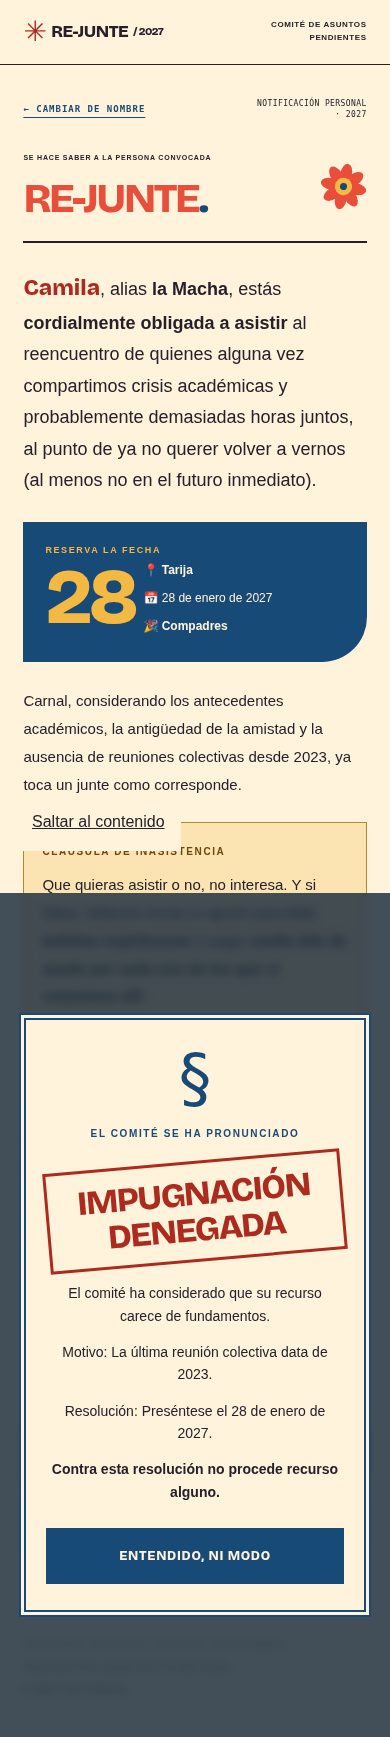 RE-JUNTE / 2027
COMITÉ DE ASUNTOS
PENDIENTES
← CAMBIAR DE NOMBRE
NOTIFICACIÓN PERSONAL
· 2027
SE HACE SABER A LA PERSONA CONVOCADA
RE-JUNTE.
Camila, alias la Macha, estás
cordialmente obligada a asistir al
reencuentro de quienes alguna vez
compartimos crisis académicas y
probablemente demasiadas horas juntos,
al punto de ya no querer volver a vernos
(al menos no en el futuro inmediato).
RESERVA LA FECHA
28
📍 Tarija
📅 28 de enero de 2027
🎉 Compadres
Carnal, considerando los antecedentes
académicos, la antigüedad de la amistad y la
ausencia de reuniones colectivas desde 2023, ya
toca un junte como corresponde.
Saltar al contenido
CLÁUSULA DE INASISTENCIA
Que quieras asistir o no, no interesa. Y si
§
EL COMITÉ SE HA PRONUNCIADO
IMPUGNACIÓN
DENEGADA
El comité ha considerado que su recurso
carece de fundamentos.
Motivo: La última reunión colectiva data de
2023.
Resolución: Preséntese el 28 de enero de
2027.
Contra esta resolución no procede recurso
alguno.
ENTENDIDO, NI MODO